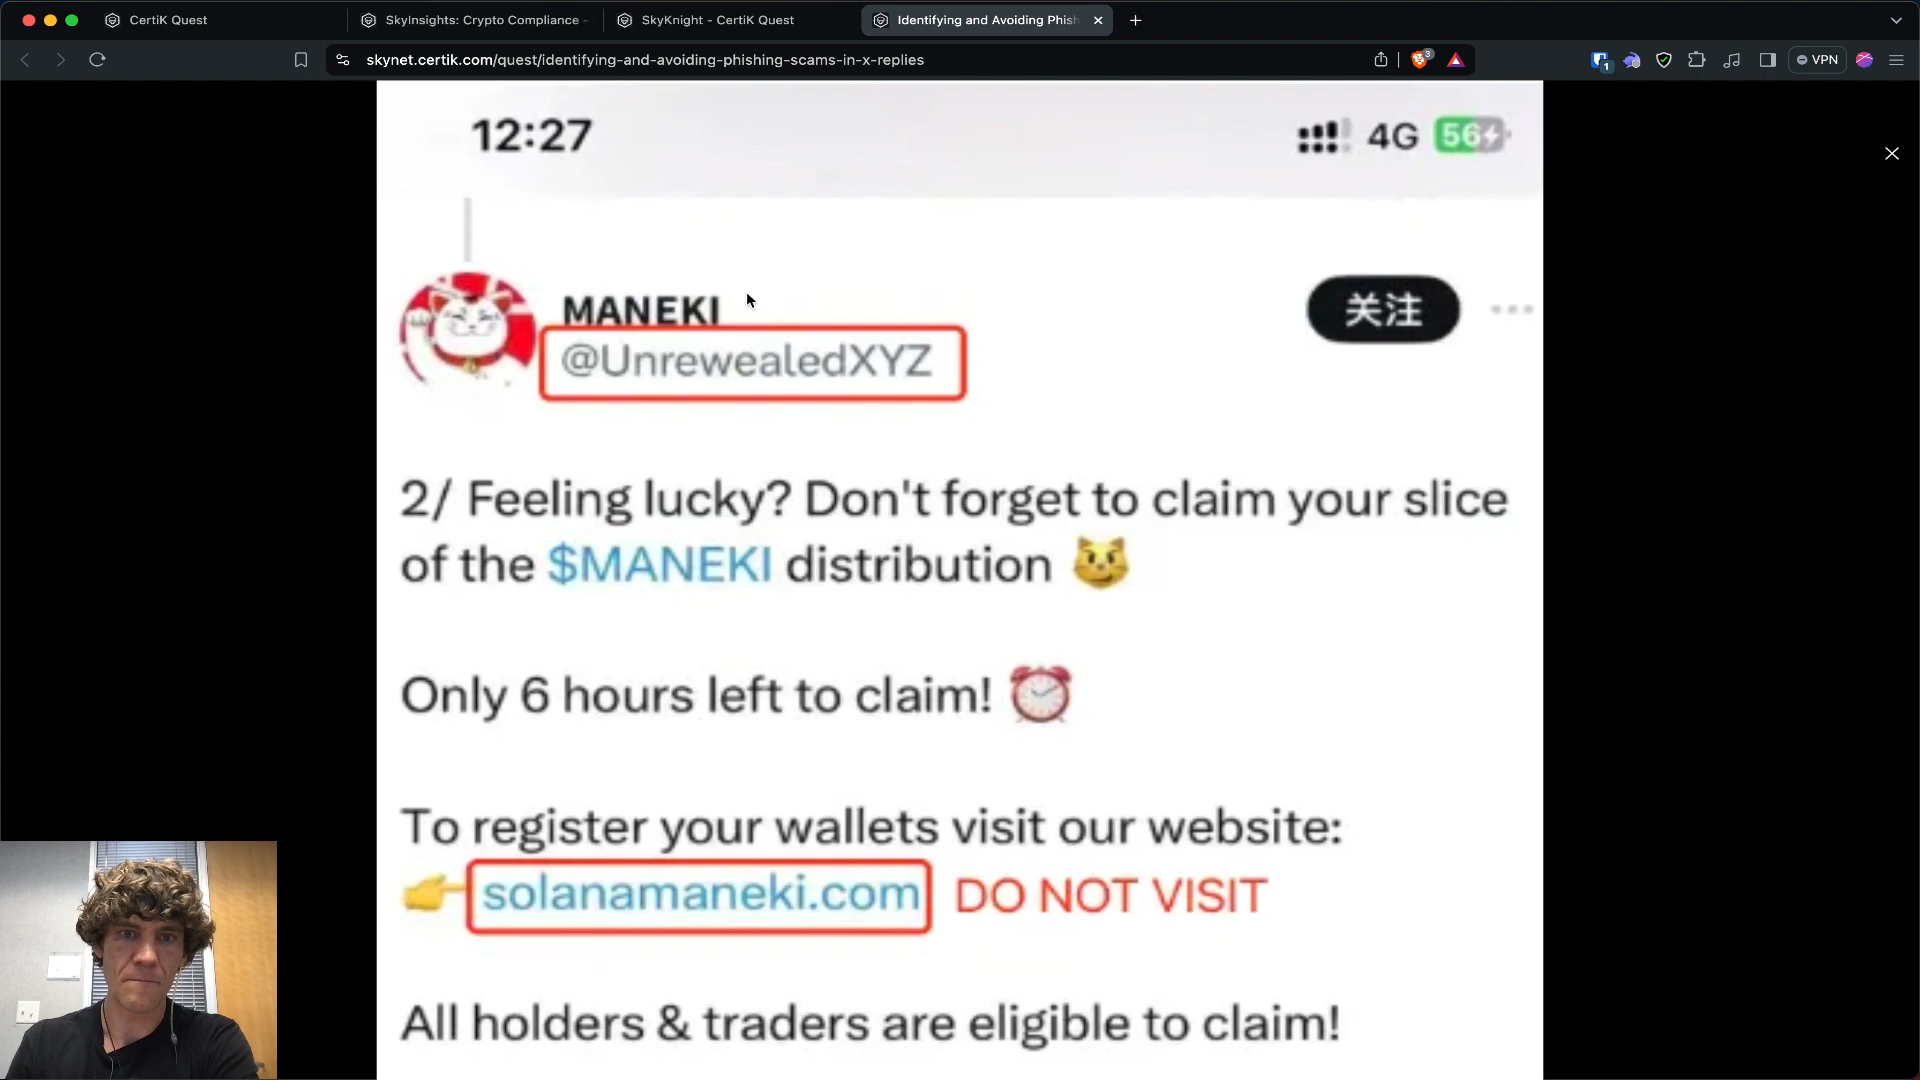 CertiK Quest
SkyInsights: Crypto Compliance -
SkyKnight - CertiK Quest
Identifying and Avoiding Phish
skynet.certik.com/quest/identifying-and-avoiding-phishing-scams-in-x-replies
3
1
VPN
12:27
4G
56
MANEKI
关注
@UnrewealedXYZ
2/ Feeling lucky? Don't forget to claim your slice
of the $MANEKI distribution
Only 6 hours left to claim!
To register your wallets visit our website:
solanamaneki.com DO NOT VISIT
All holders & traders are eligible to claim!